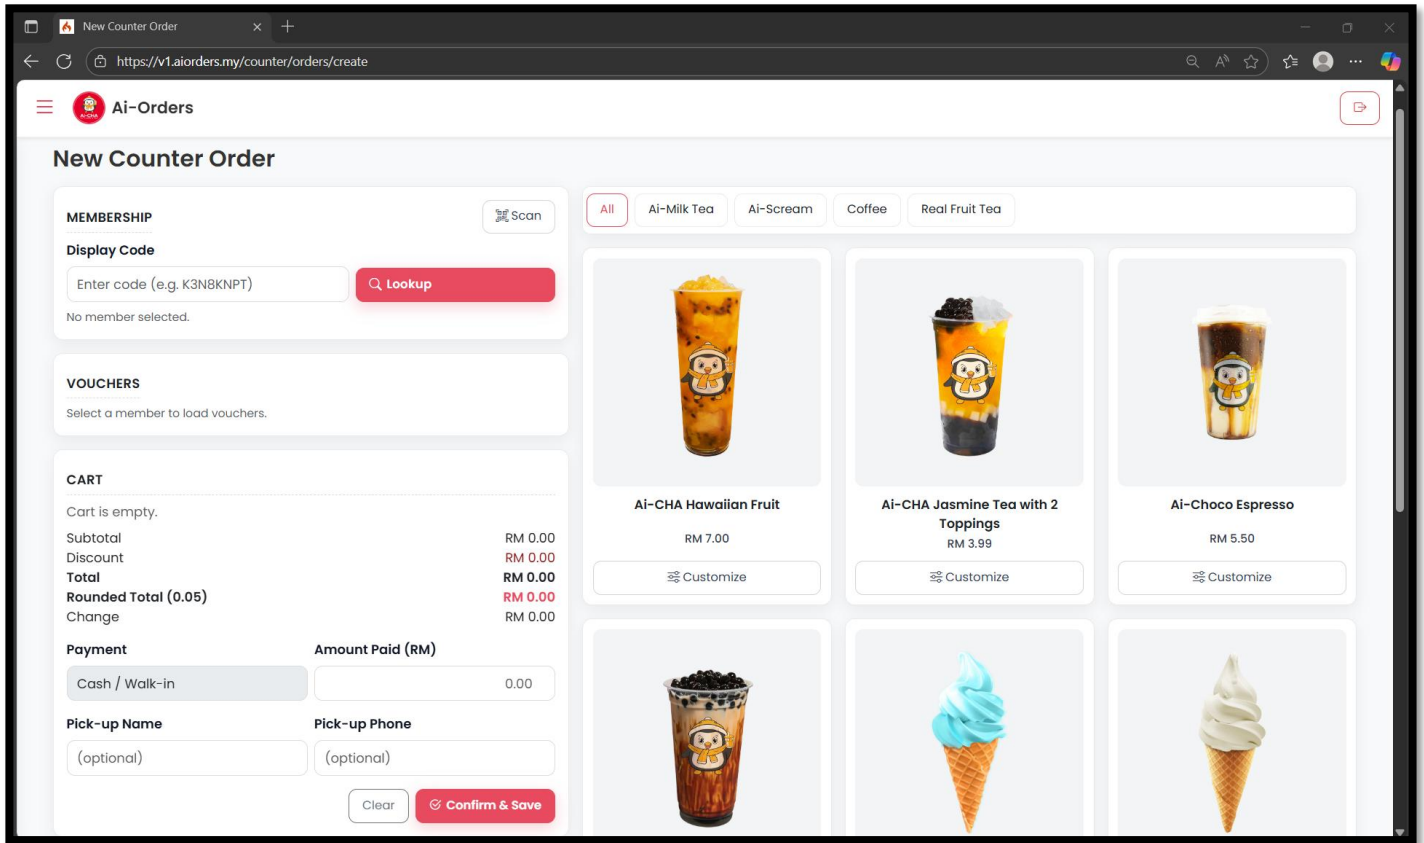 New Counter Order
https://v1.aiorders.my/counter/orders/create
Ai-CHA
Ai-Orders
New Counter Order
MEMBERSHIP
Scan
Display Code
Enter code (e.g. K3N8KNPT)
Lookup
No member selected.
VOUCHERS
Select a member to load vouchers.
CART
Cart is empty.
Subtotal RM 0.00
Discount RM 0.00
Total RM 0.00
Rounded Total (0.05) RM 0.00
Change RM 0.00
Payment Amount Paid (RM)
Cash / Walk-in 0.00
Pick-up Name Pick-up Phone
(optional) (optional)
Clear Confirm & Save
All Ai-Milk Tea Ai-Scream Coffee Real Fruit Tea
Ai-CHA Hawaiian Fruit
RM 7.00
Customize
Ai-CHA Jasmine Tea with 2
Toppings
RM 3.99
Customize
Ai-Choco Espresso
RM 5.50
Customize